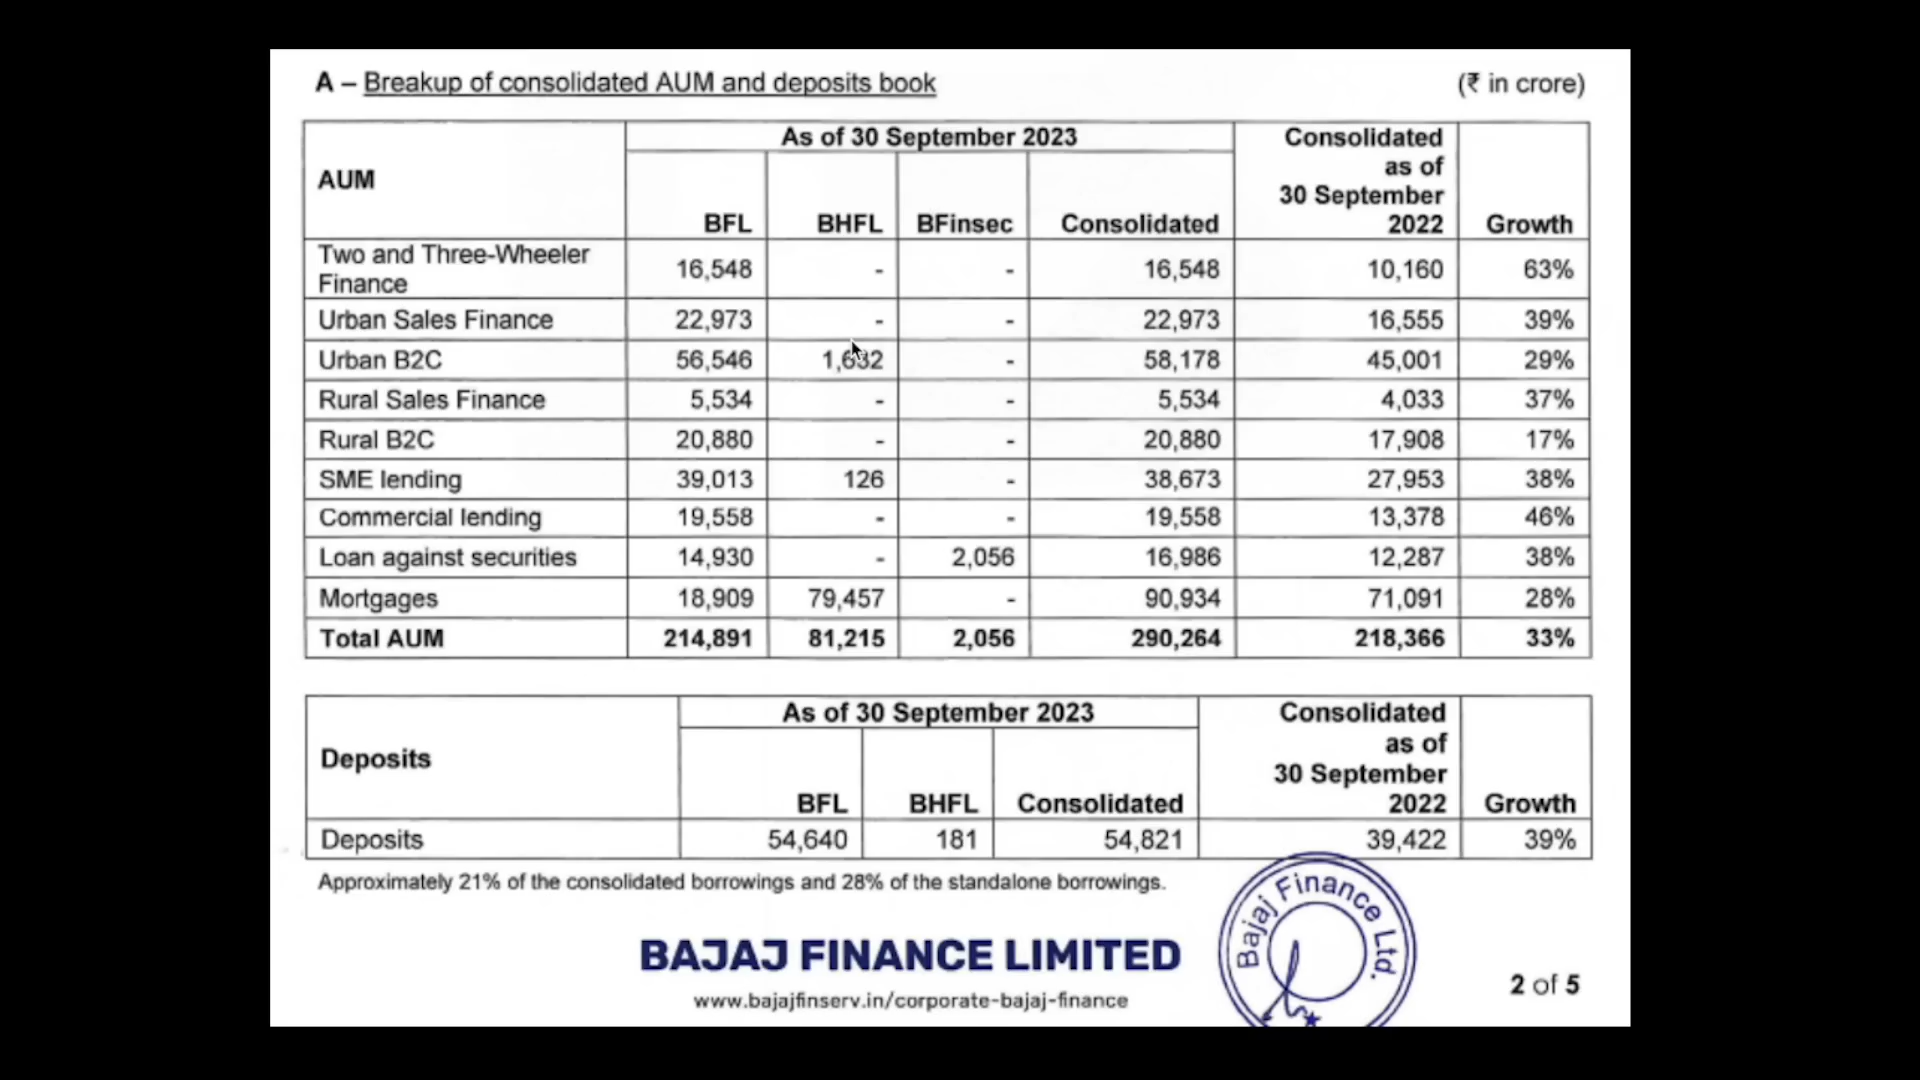 A – Breakup of consolidated AUM and deposits book (₹ in crore)
AUM As of 30 September 2023 Consolidated as of 30 September 2022 Growth
BFL BHFL BFinsec Consolidated
Two and Three-Wheeler Finance 16,548 - - 16,548 10,160 63%
Urban Sales Finance 22,973 - - 22,973 16,555 39%
Urban B2C 56,546 1,632 - 58,178 45,001 29%
Rural Sales Finance 5,534 - - 5,534 4,033 37%
Rural B2C 20,880 - - 20,880 17,908 17%
SME lending 39,013 126 - 38,673 27,953 38%
Commercial lending 19,558 - - 19,558 13,378 46%
Loan against securities 14,930 - 2,056 16,986 12,287 38%
Mortgages 18,909 79,457 - 90,934 71,091 28%
Total AUM 214,891 81,215 2,056 290,264 218,366 33%
Deposits As of 30 September 2023 Consolidated as of 30 September 2022 Growth
BFL BHFL Consolidated
Deposits 54,640 181 54,821 39,422 39%
Approximately 21% of the consolidated borrowings and 28% of the standalone borrowings.
BAJAJ FINANCE LIMITED
www.bajajfinserv.in/corporate-bajaj-finance
Bajaj Finance Ltd.
2 of 5